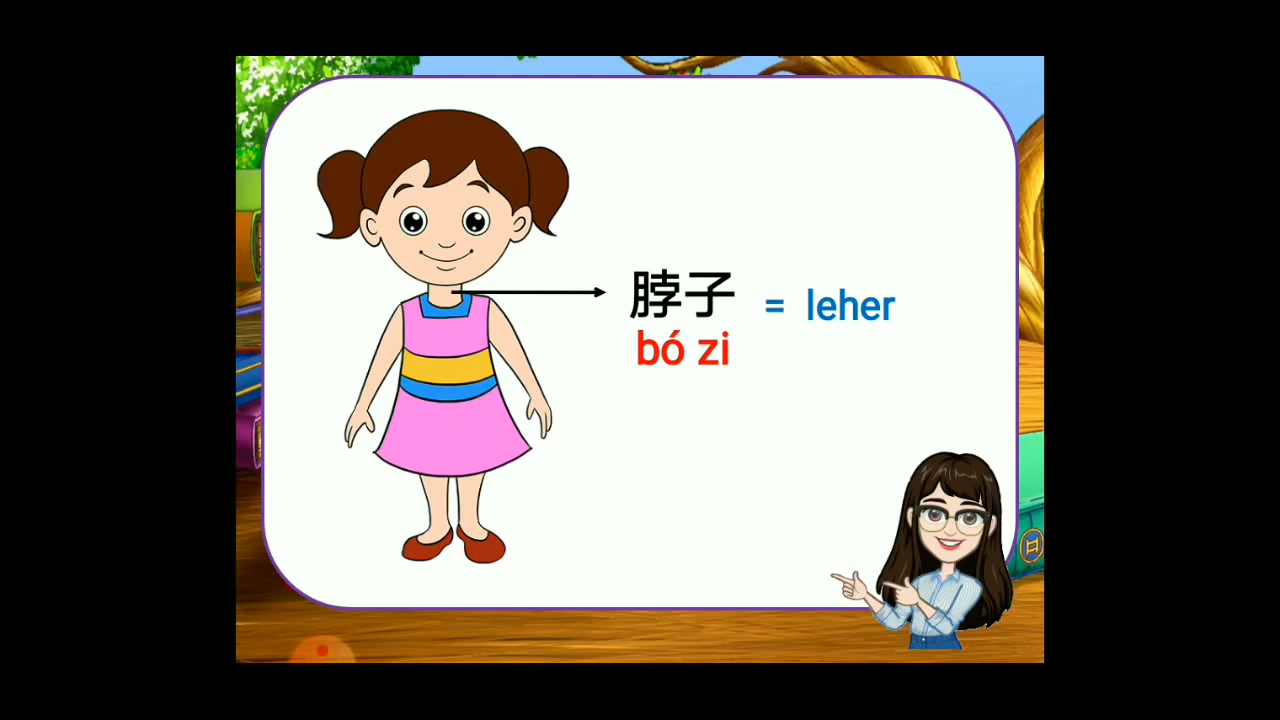 脖子 = leher
bó zi